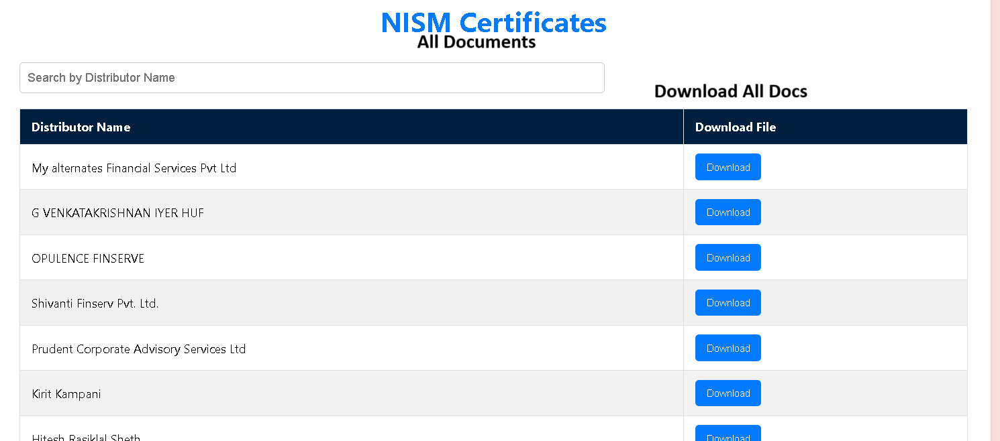 NISM Certificates
All Documents
Search by Distributor Name
Download All Docs
Distributor Name
Download File
My alternates Financial Services Pvt Ltd
Download
G VENKATAKRISHNAN IYER HUF
Download
OPULENCE FINSERVE
Download
Shivanti Finserv Pvt. Ltd.
Download
Prudent Corporate Advisory Services Ltd
Download
Kirit Kampani
Download
Hitesh Rasiklal Sheth
Download